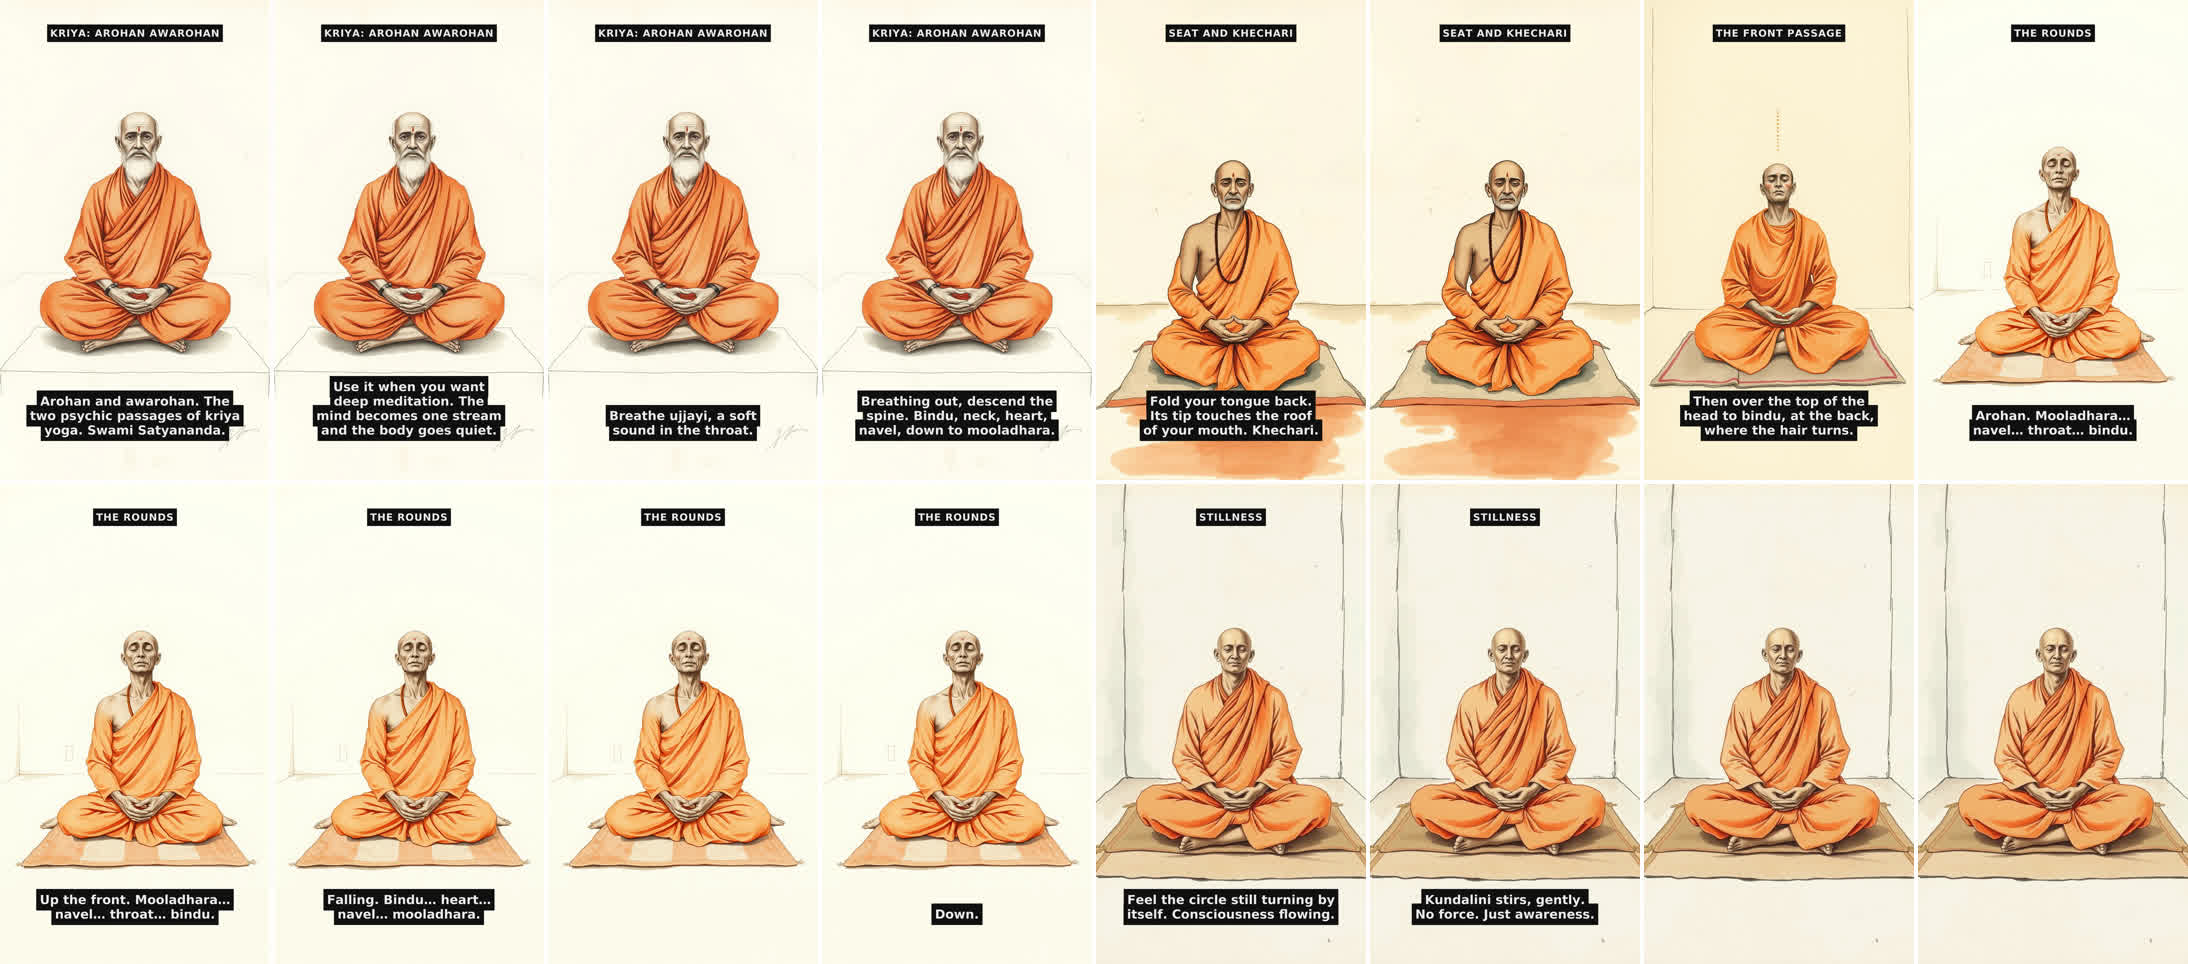 KRIYA: AROHAN AWAROHAN
Arohan and awarohan. The
two psychic passages of kriya
yoga. Swami Satyananda.
KRIYA: AROHAN AWAROHAN
Use it when you want
deep meditation. The
mind becomes one stream
and the body goes quiet.
KRIYA: AROHAN AWAROHAN
Breathe ujjayi, a soft
sound in the throat.
KRIYA: AROHAN AWAROHAN
Breathing out, descend the
spine. Bindu, neck, heart,
navel, down to mooladhara.
SEAT AND KHECHARI
Fold your tongue back.
Its tip touches the roof
of your mouth. Khechari.
SEAT AND KHECHARI
THE FRONT PASSAGE
Then over the top of the
head to bindu, at the back,
where the hair turns.
THE ROUNDS
Arohan. Mooladhara…
navel… throat… bindu.
THE ROUNDS
Up the front. Mooladhara…
navel… throat… bindu.
THE ROUNDS
Falling. Bindu… heart…
navel… mooladhara.
THE ROUNDS
THE ROUNDS
Down.
STILLNESS
Feel the circle still turning by
itself. Consciousness flowing.
STILLNESS
Kundalini stirs, gently.
No force. Just awareness.